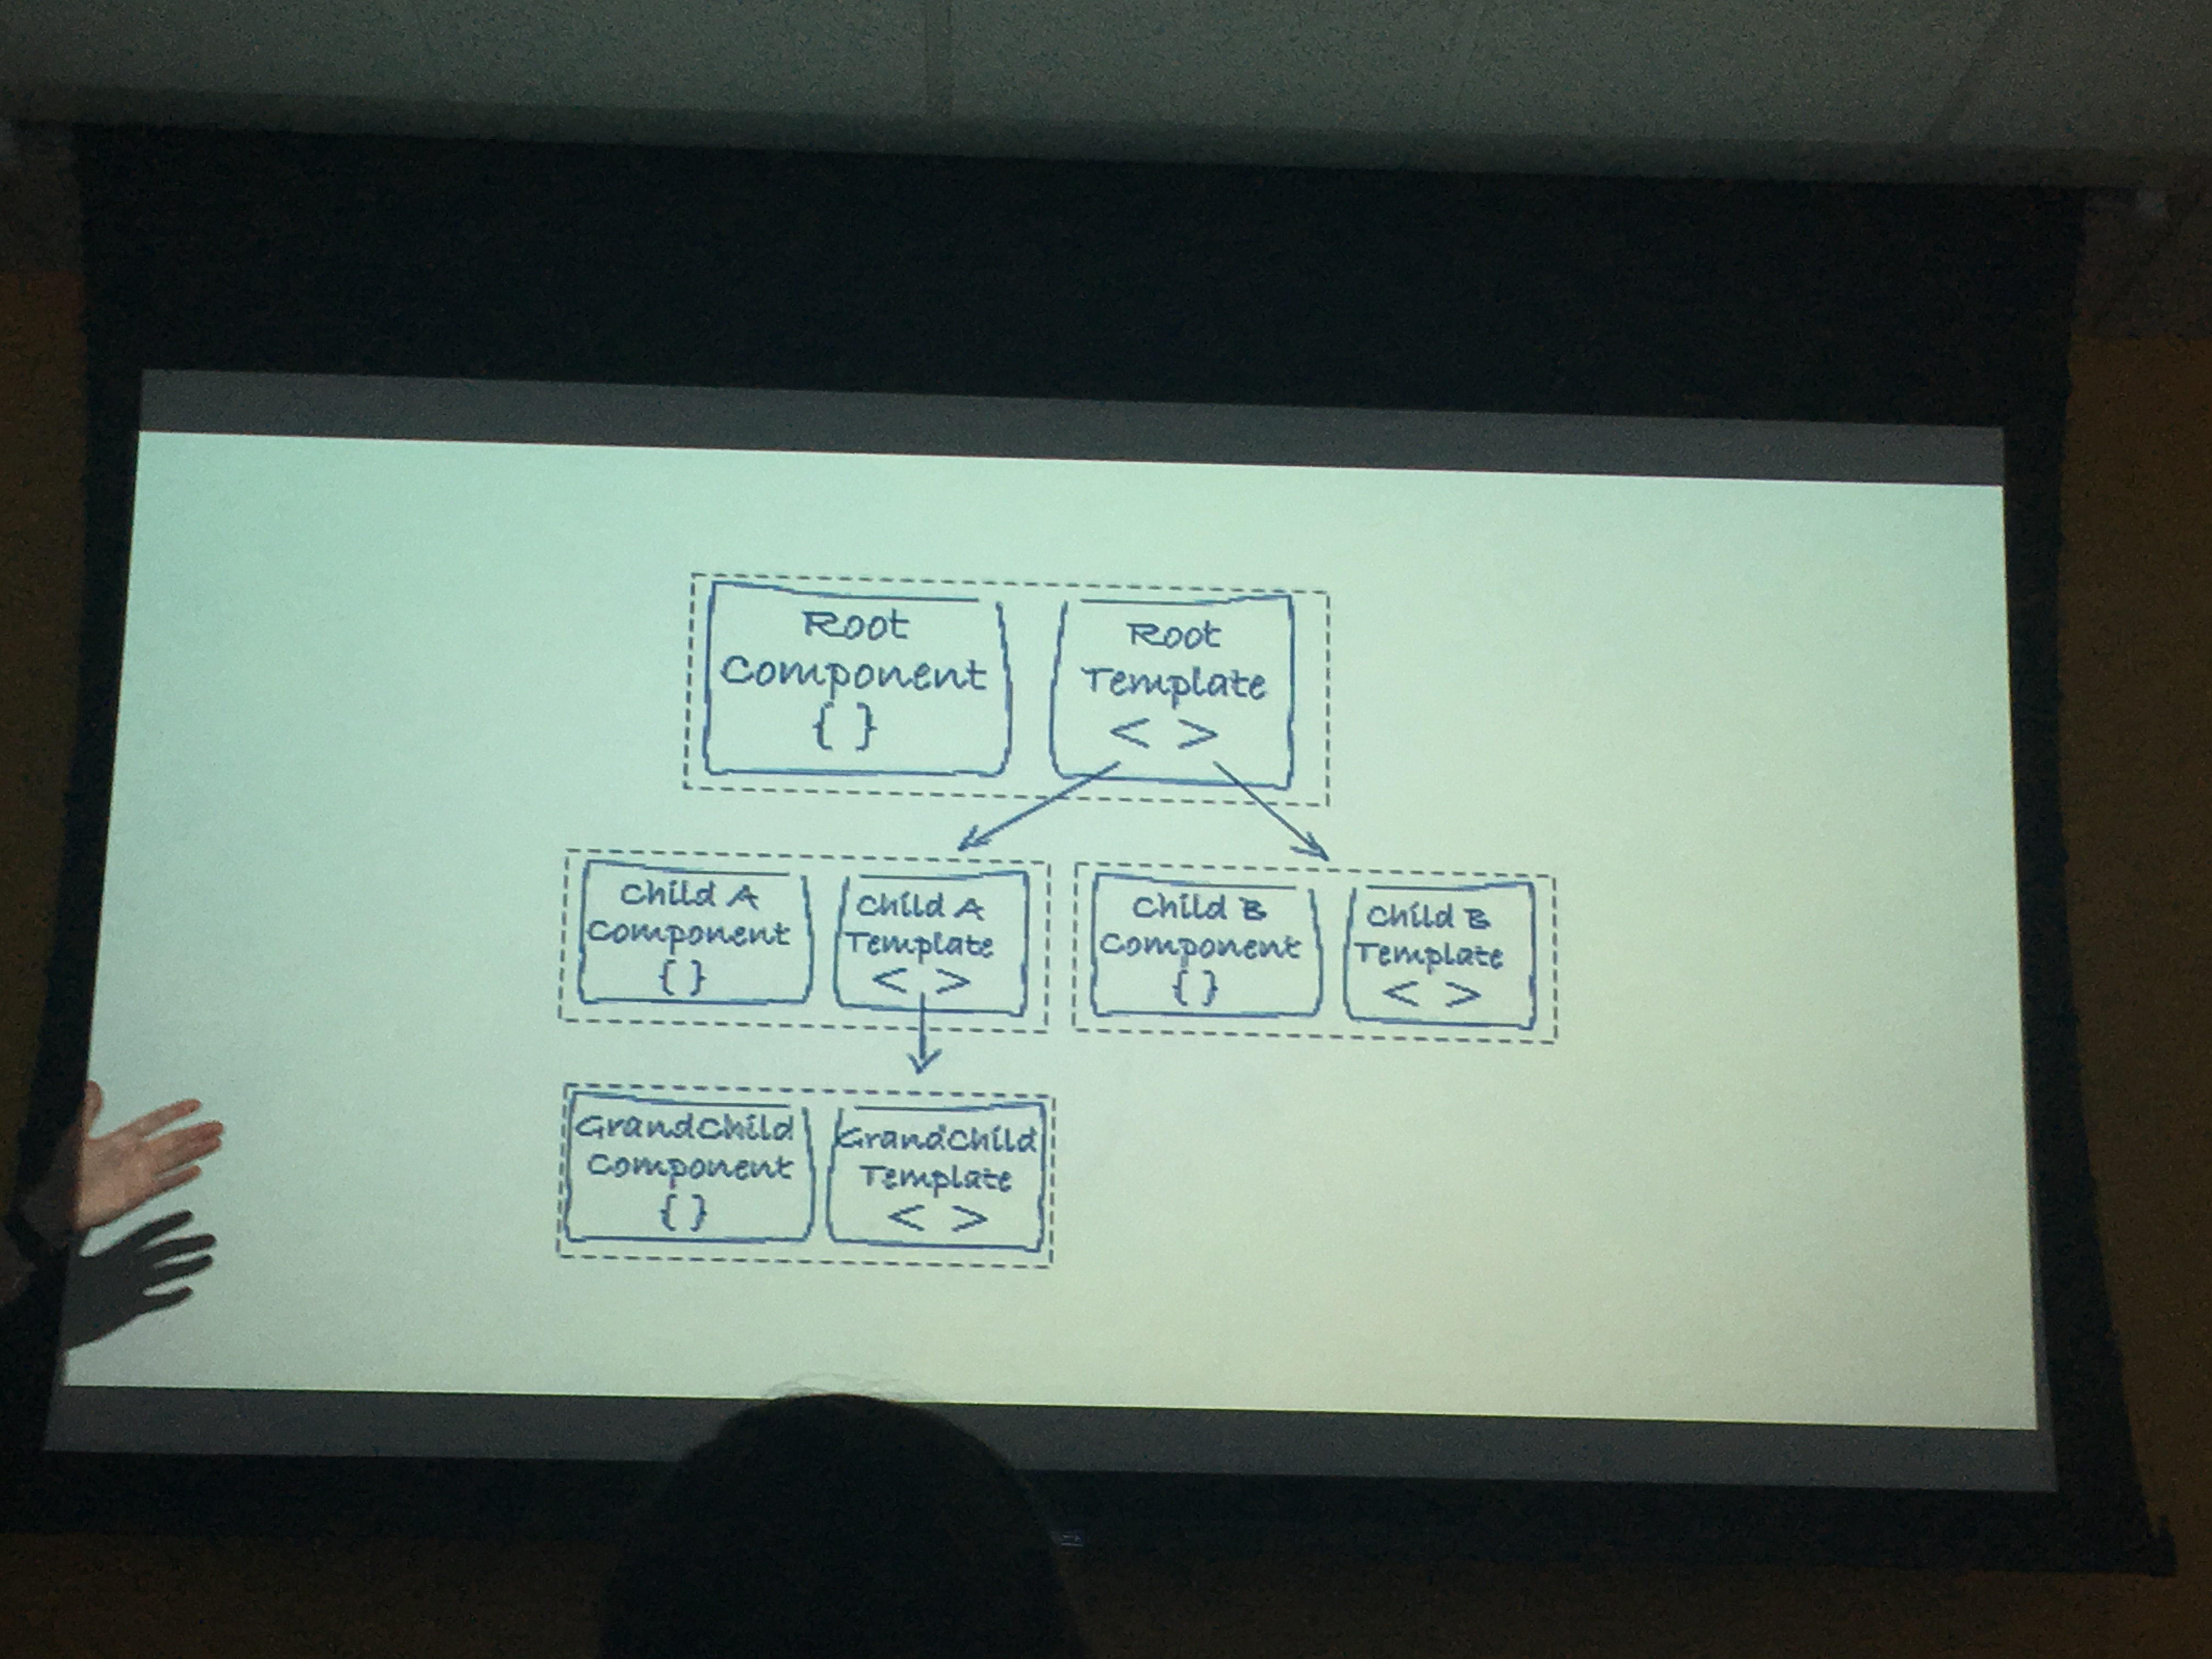 Root
Component
{ }
Root
Template
< >
Child A
Component
{ }
Child A
Template
< >
Child B
Component
{ }
Child B
Template
< >
GrandChild
Component
{ }
GrandChild
Template
< >